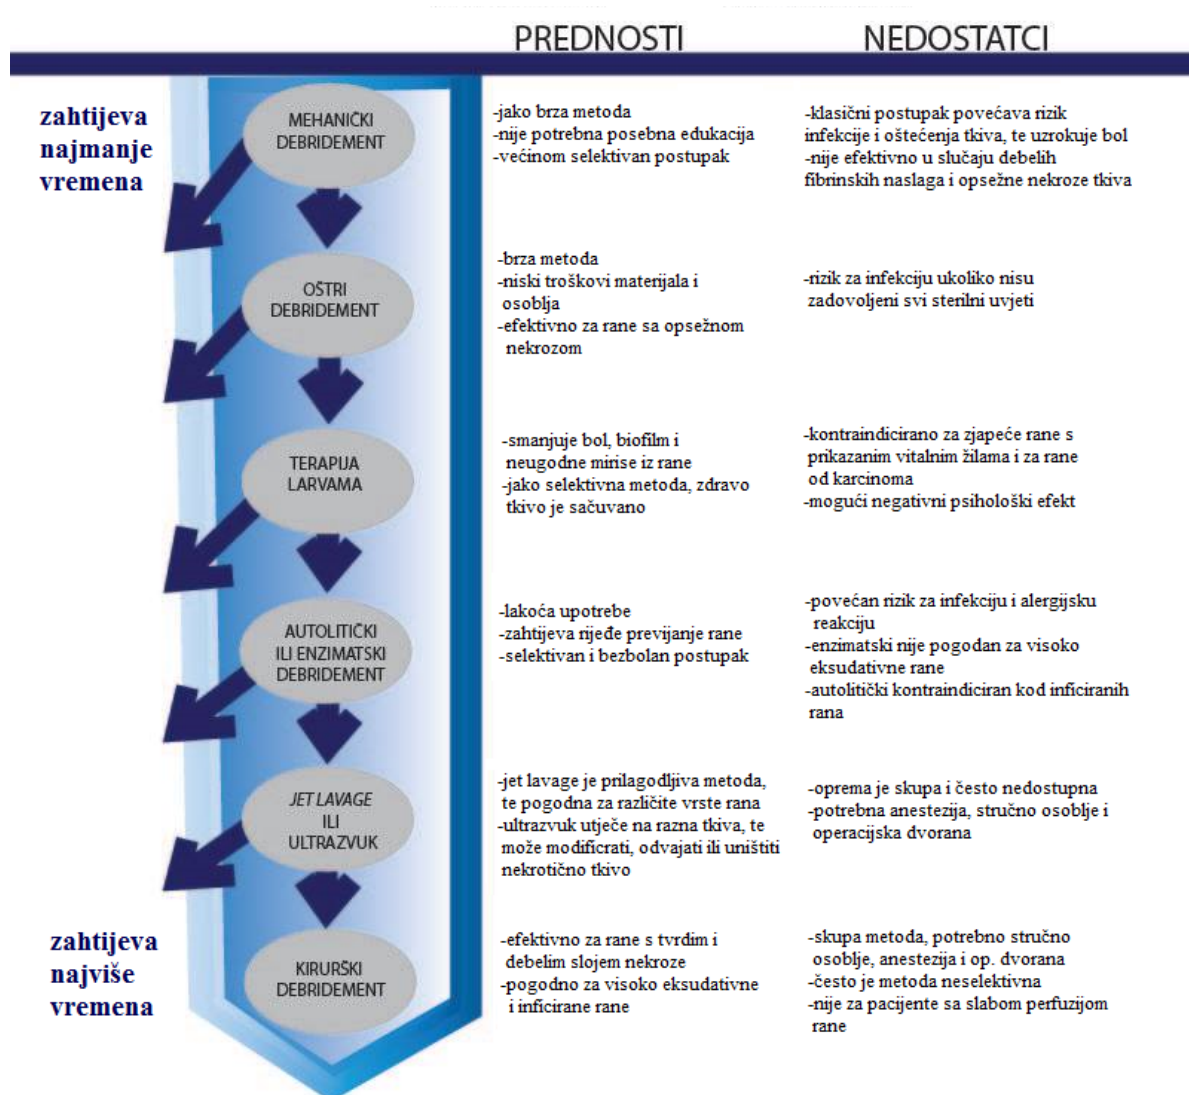 PREDNOSTI
NEDOSTATCI
zahtijeva
najmanje
vremena
MEHANIČKI
DEBRIDEMENT
-jako brza metoda
-nije potrebna posebna edukacija
-većinom selektivan postupak
-klasični postupak povećava rizik
infekcije i oštećenja tkiva, te uzrokuje bol
-nije efektivno u slučaju debelih
fibrinskih naslaga i opsežne nekroze tkiva
OŠTRI
DEBRIDEMENT
-brza metoda
-niski troškovi materijala i
osoblja
-efektivno za rane sa opsežnom
nekrozom
-rizik za infekciju ukoliko nisu
zadovoljeni svi sterilni uvjeti
TERAPIJA
LARVAMA
-smanjuje bol, biofilm i
neugodne mirise iz rane
-jako selektivna metoda, zdravo
tkivo je sačuvano
-kontraindicirano za zjapeće rane s
prikazanim vitalnim žilama i za rane
od karcinoma
-mogući negativni psihološki efekt
AUTOLITIČKI
ILI ENZIMATSKI
DEBRIDEMENT
-lakoća upotrebe
-zahtijeva rijeđe previjanje rane
-selektivan i bezbolan postupak
-povećan rizik za infekciju i alergijsku
reakciju
-enzimatski nije pogodan za visoko
eksudativne rane
-autolitički kontraindiciran kod inficiranih
rana
JET LAVAGE
ILI
ULTRAZVUK
-jet lavage je prilagodljiva metoda,
te pogodna za različite vrste rana
-ultrazvuk utječe na razna tkiva, te
može modificrati, odvajati ili uništiti
nekrotično tkivo
-oprema je skupa i često nedostupna
-potrebna anestezija, stručno osoblje i
operacijska dvorana
zahtijeva
najviše
vremena
KIRURŠKI
DEBRIDEMENT
-efektivno za rane s tvrdim i
debelim slojem nekroze
-pogodno za visoko eksudativne
i inficirane rane
-skupa metoda, potrebno stručno
osoblje, anestezija i op. dvorana
-često je metoda neselektivna
-nije za pacijente sa slabom perfuzijom
rane